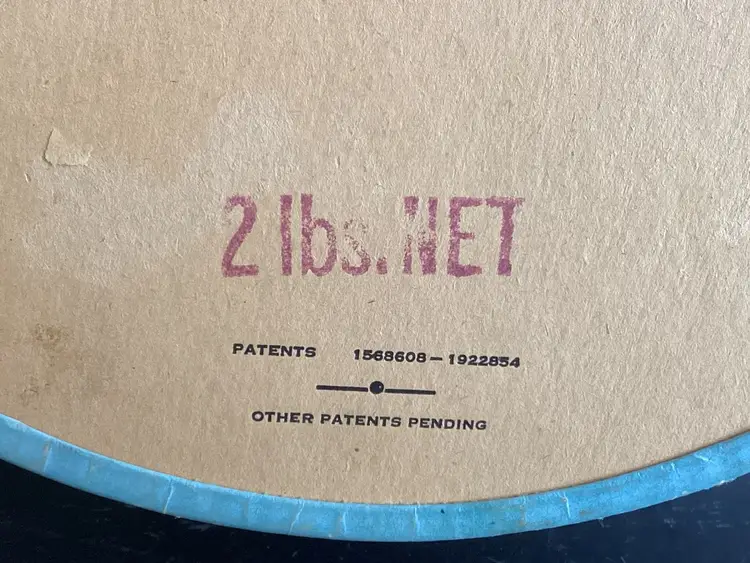 2 lbs. NET
PATENTS 1568608 – 1922854
OTHER PATENTS PENDING